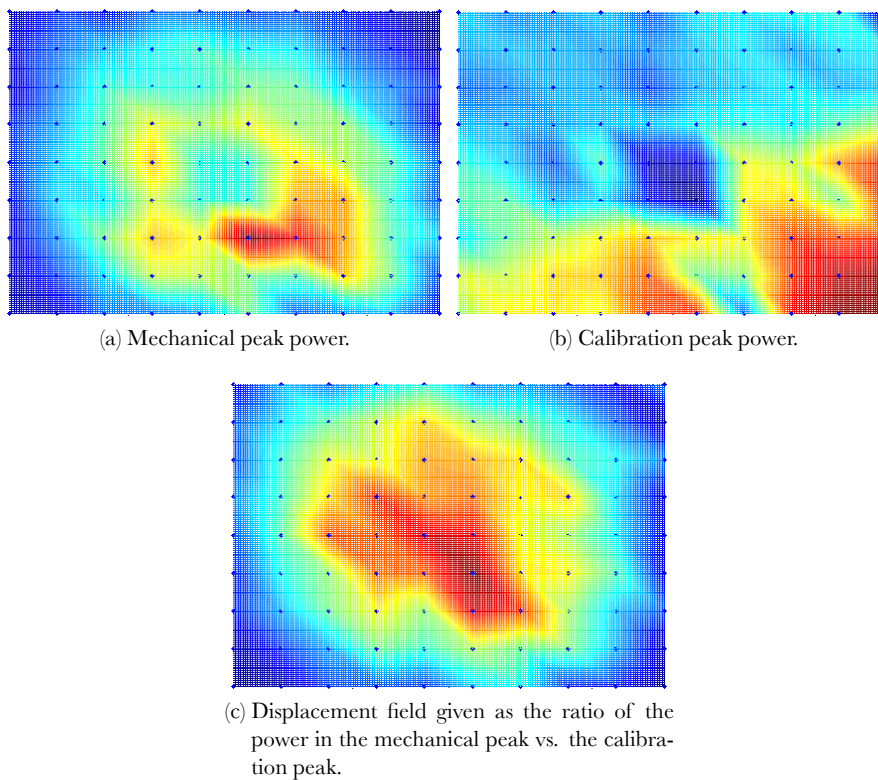 (a) Mechanical peak power.
(b) Calibration peak power.
(c) Displacement field given as the ratio of the
power in the mechanical peak vs. the calibra-
tion peak.